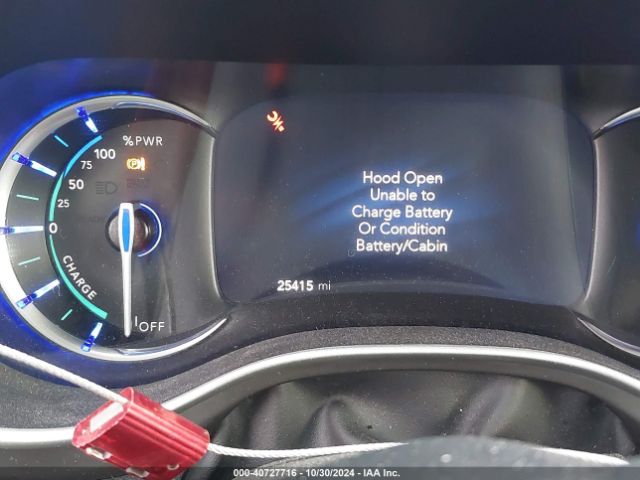 %PWR
100
75
50
25
0
CHARGE
OFF
Hood Open
Unable to
Charge Battery
Or Condition
Battery/Cabin
25415 mi
000-40727716 - 10/30/2024 - IAA Inc.